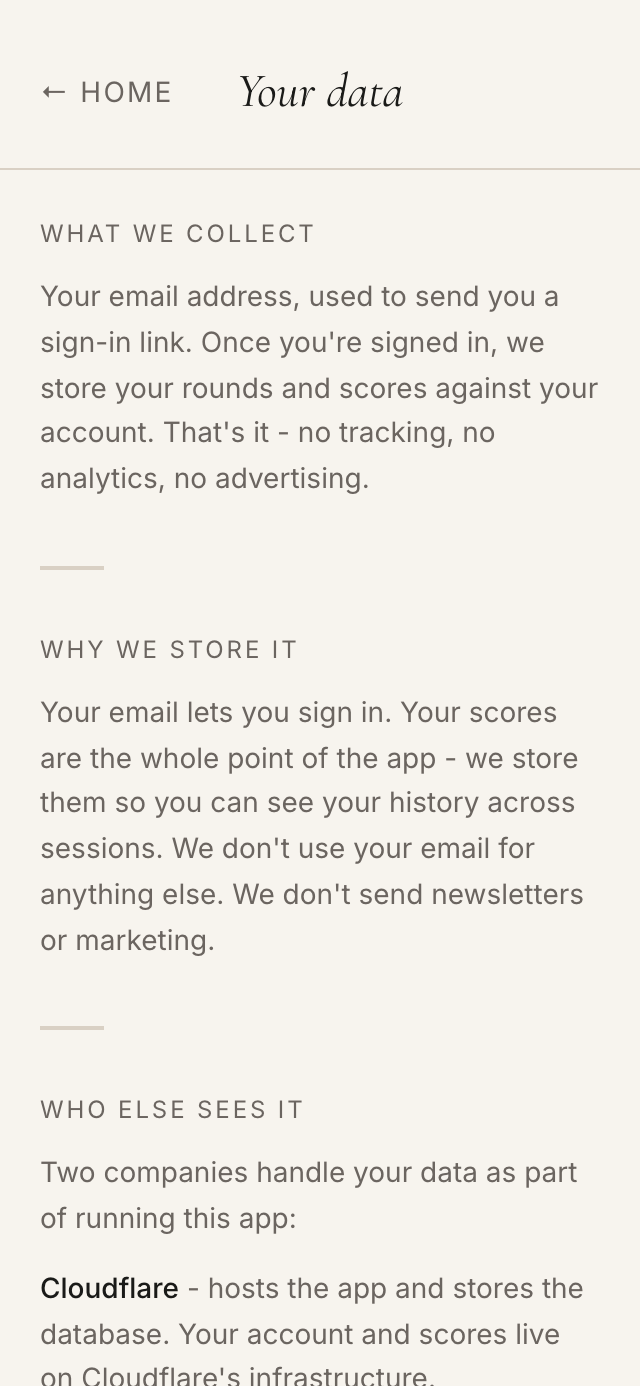 ← HOME
Your data
WHAT WE COLLECT
Your email address, used to send you a
sign-in link. Once you're signed in, we
store your rounds and scores against your
account. That's it - no tracking, no
analytics, no advertising.
WHY WE STORE IT
Your email lets you sign in. Your scores
are the whole point of the app - we store
them so you can see your history across
sessions. We don't use your email for
anything else. We don't send newsletters
or marketing.
WHO ELSE SEES IT
Two companies handle your data as part
of running this app:
Cloudflare - hosts the app and stores the
database. Your account and scores live
on Cloudflare's infrastructure.